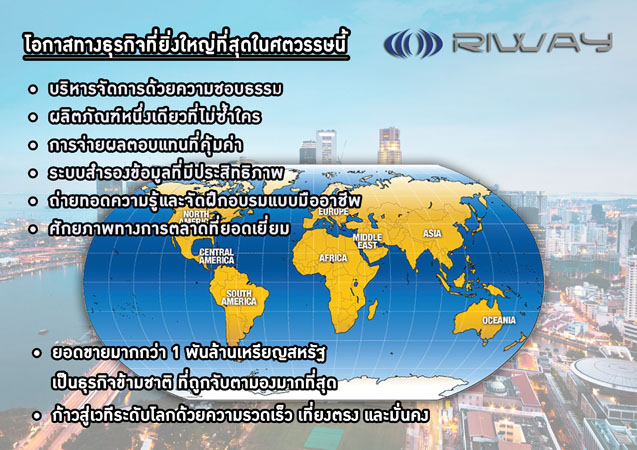 โอกาสทางธุรกิจที่ยิ่งใหญ่ที่สุดในศตวรรษนี้
RIWAY
• บริหารจัดการด้วยความชอบธรรม
• ผลิตภัณฑ์หนึ่งเดียวที่ไม่ซ้ำใคร
• การจ่ายผลตอบแทนที่คุ้มค่า
• ระบบสำรองข้อมูลที่มีประสิทธิภาพ
• ถ่ายทอดความรู้และจัดฝึกอบรมแบบมืออาชีพ
• ศักยภาพทางการตลาดที่ยอดเยี่ยม
NORTH
AMERICA
EUROPE
MIDDLE
EAST
ASIA
CENTRAL
AMERICA
AFRICA
SOUTH
AMERICA
OCEANIA
• ยอดขายมากกว่า 1 พันล้านเหรียญสหรัฐ
เป็นธุรกิจข้ามชาติ ที่ถูกจับตามองมากที่สุด
• ก้าวสู่เวทีระดับโลกด้วยความรวดเร็ว เที่ยงตรง และมั่นคง